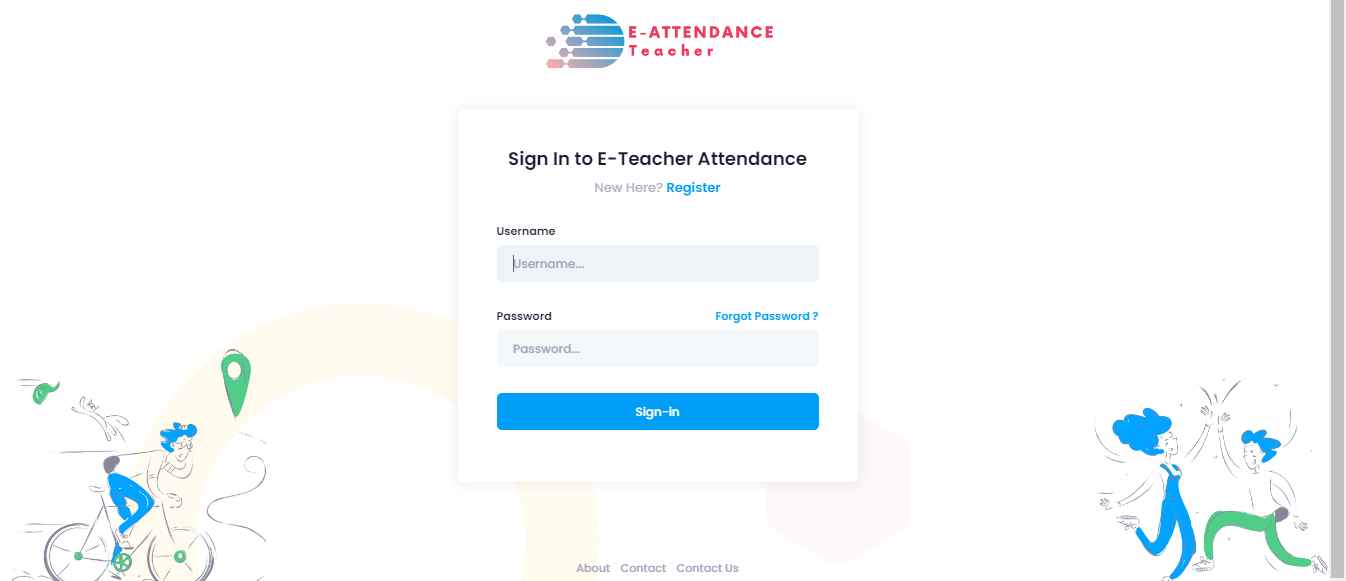 E-ATTENDANCE
Teacher
Sign In to E-Teacher Attendance
New Here? Register
Username
Username...
Password Forgot Password ?
Password...
Sign-in
About Contact Contact Us